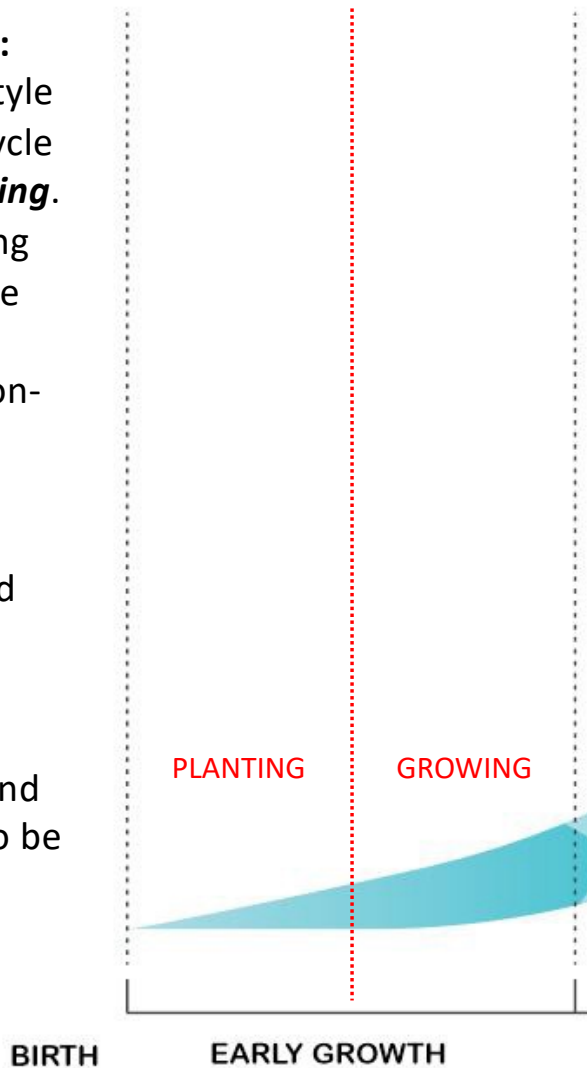 :
tyle
ycle
ing.
ng
e
on-
d
nd
o be
PLANTING
GROWING
BIRTH
EARLY GROWTH